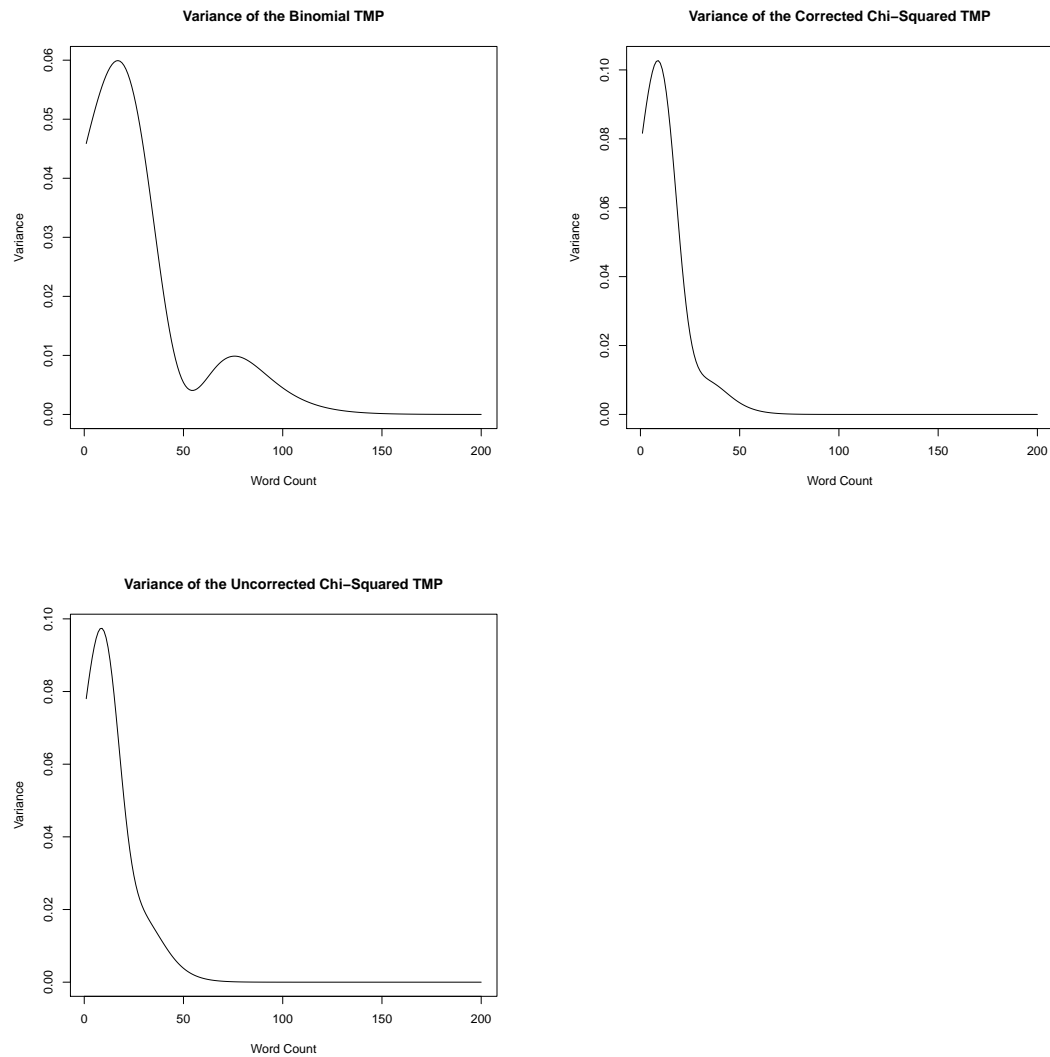 Variance of the Binomial TMP
0.06
0.05
0.04
0.03
0.02
0.01
0.00
Variance
0 50 100 150 200
Word Count
Variance of the Corrected Chi−Squared TMP
0.10
0.08
0.06
0.04
0.02
0.00
Variance
0 50 100 150 200
Word Count
Variance of the Uncorrected Chi−Squared TMP
0.10
0.08
0.06
0.04
0.02
0.00
Variance
0 50 100 150 200
Word Count